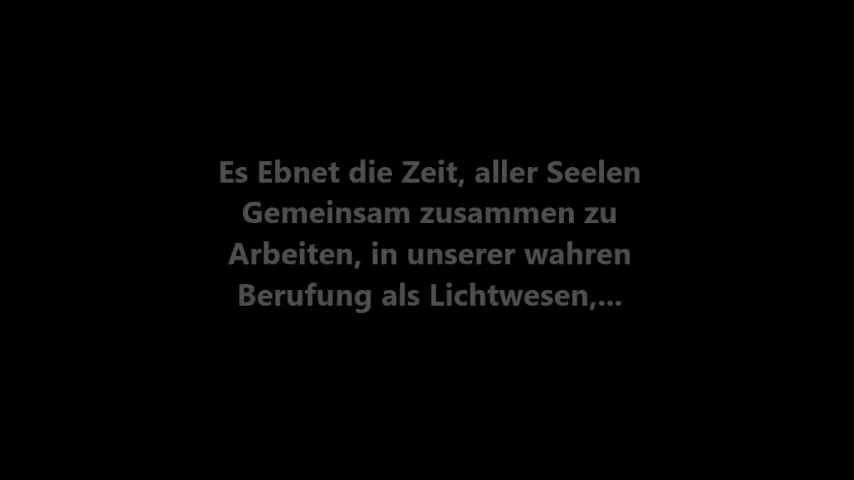 Es Ebnet die Zeit, aller Seelen
Gemeinsam zusammen zu
Arbeiten, in unserer wahren
Berufung als Lichtwesen,...